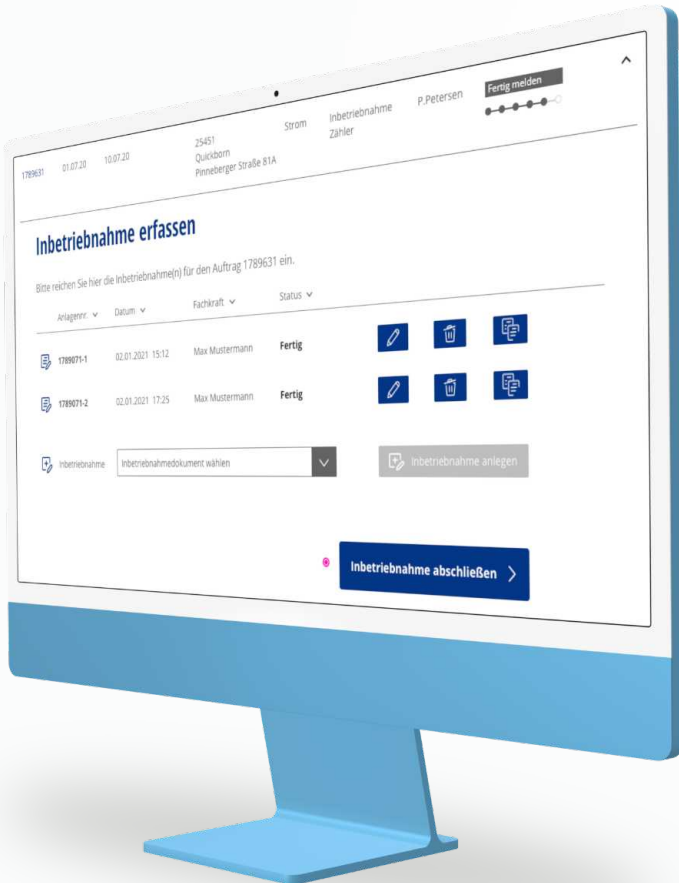 Fertig melden
1789631 01.07.20 10.07.20 25451 Strom Inbetriebnahme P.Petersen
Quickborn Zähler
Pinneberger Straße 81A
Inbetriebnahme erfassen
Bitte reichen Sie hier die Inbetriebnahme(n) für den Auftrag 1789631 ein.
Anlagennr. Datum Fachkraft Status
1789071-1 02.01.2021 15:12 Max Mustermann Fertig
1789071-2 02.01.2021 17:25 Max Mustermann Fertig
Inbetriebnahme Inbetriebnahmedokument wählen Inbetriebnahme anlegen
Inbetriebnahme abschließen